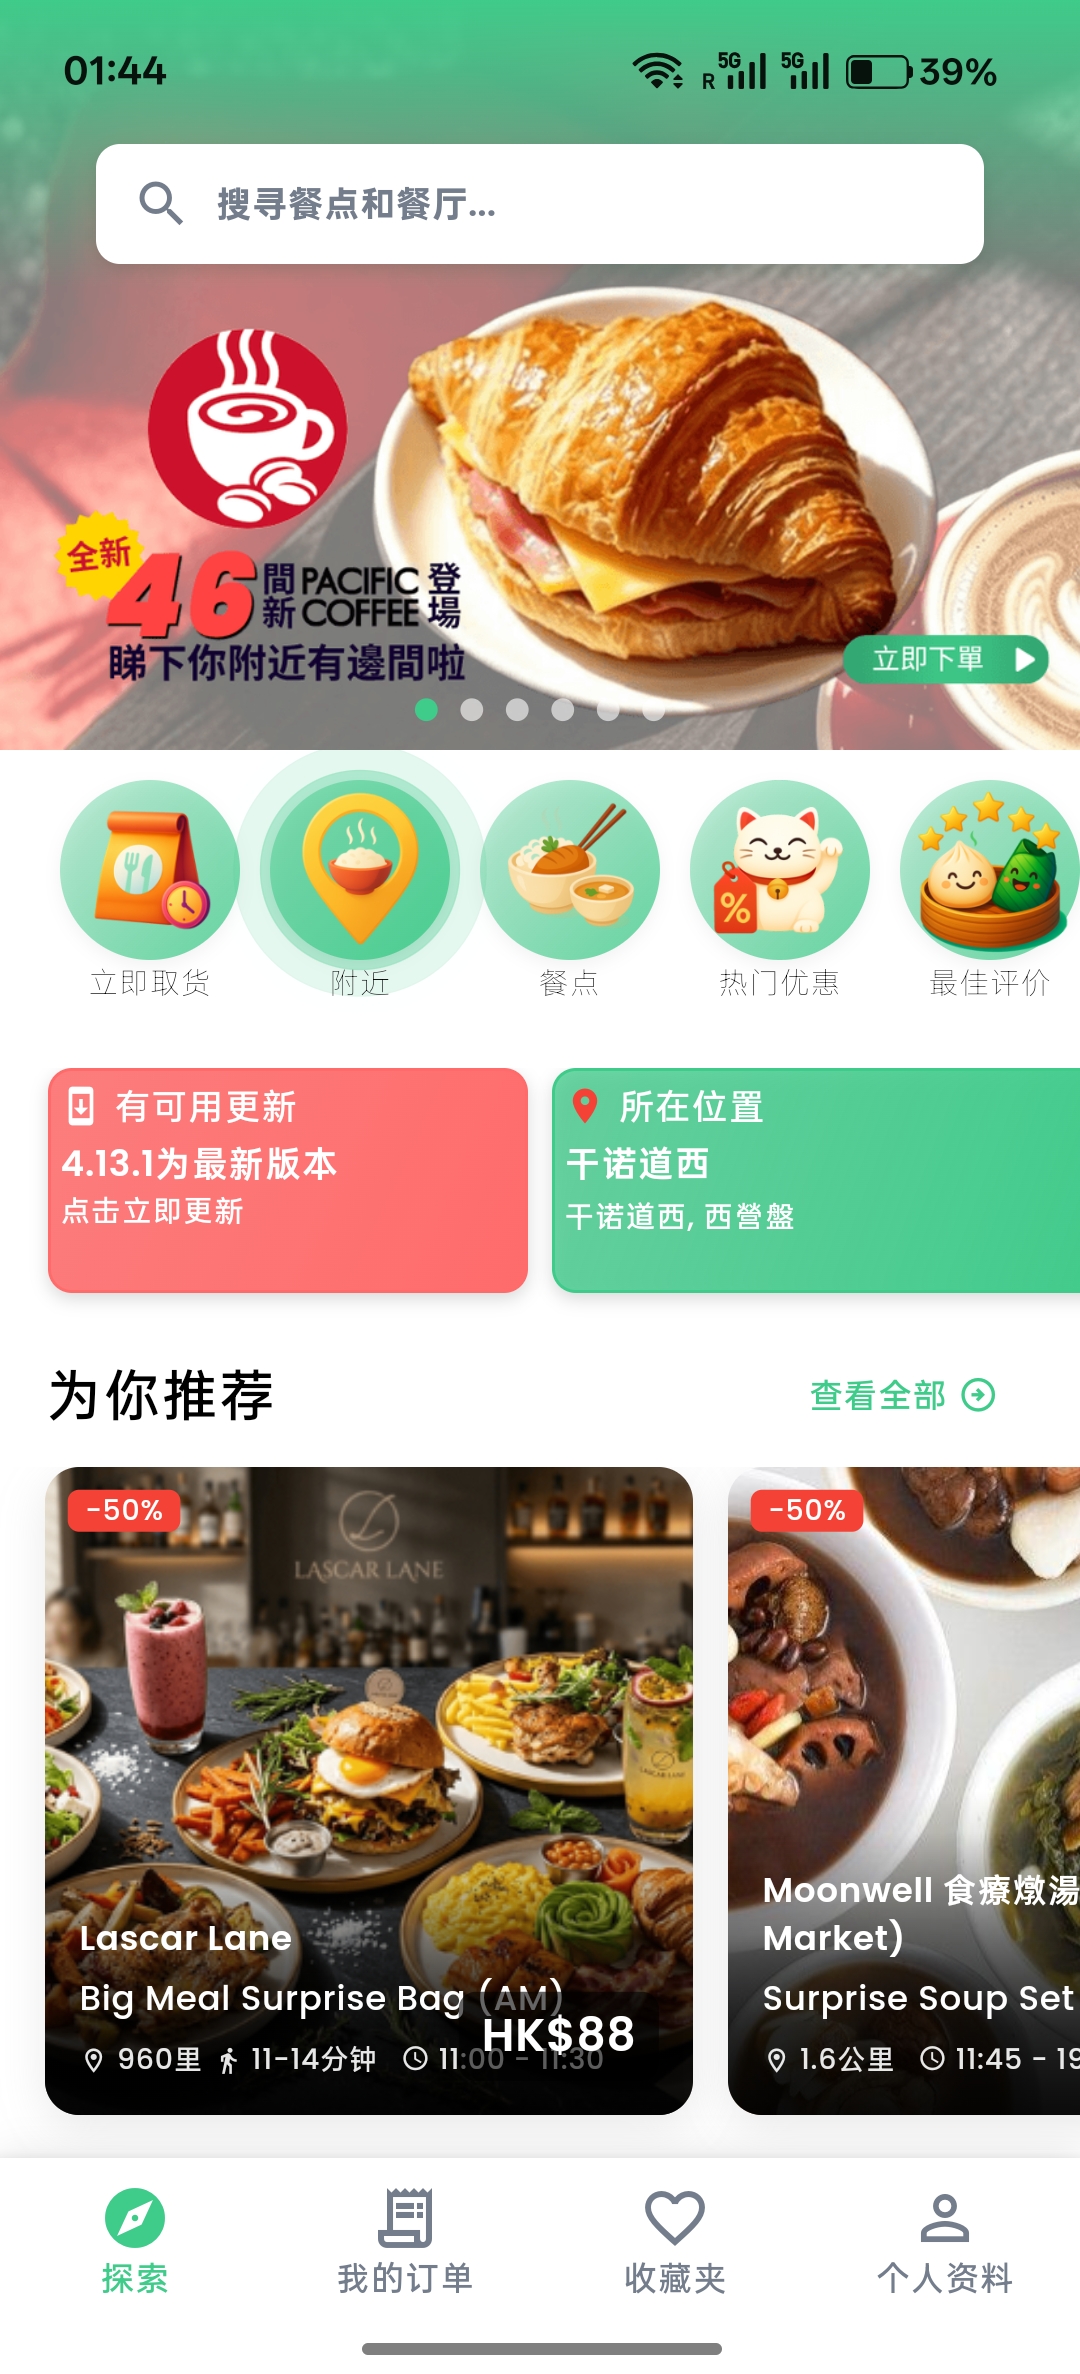 01:44
R 5G 5G 39%
搜寻餐点和餐厅...
全新
46間新 PACIFIC COFFEE 登場
睇下你附近有邊間啦
立即下單
立即取货
附近
餐点
热门优惠
最佳评价
有可用更新
4.13.1为最新版本
点击立即更新
所在位置
干诺道西
干诺道西, 西營盤
为你推荐
查看全部
-50%
LASCAR LANE
Lascar Lane
Big Meal Surprise Bag (AM)
HK$88
960里 11-14分钟 11:00 - 11:30
-50%
Moonwell 食療燉湯
Market)
Surprise Soup Set
1.6公里 11:45 - 19
探索
我的订单
收藏夹
个人资料